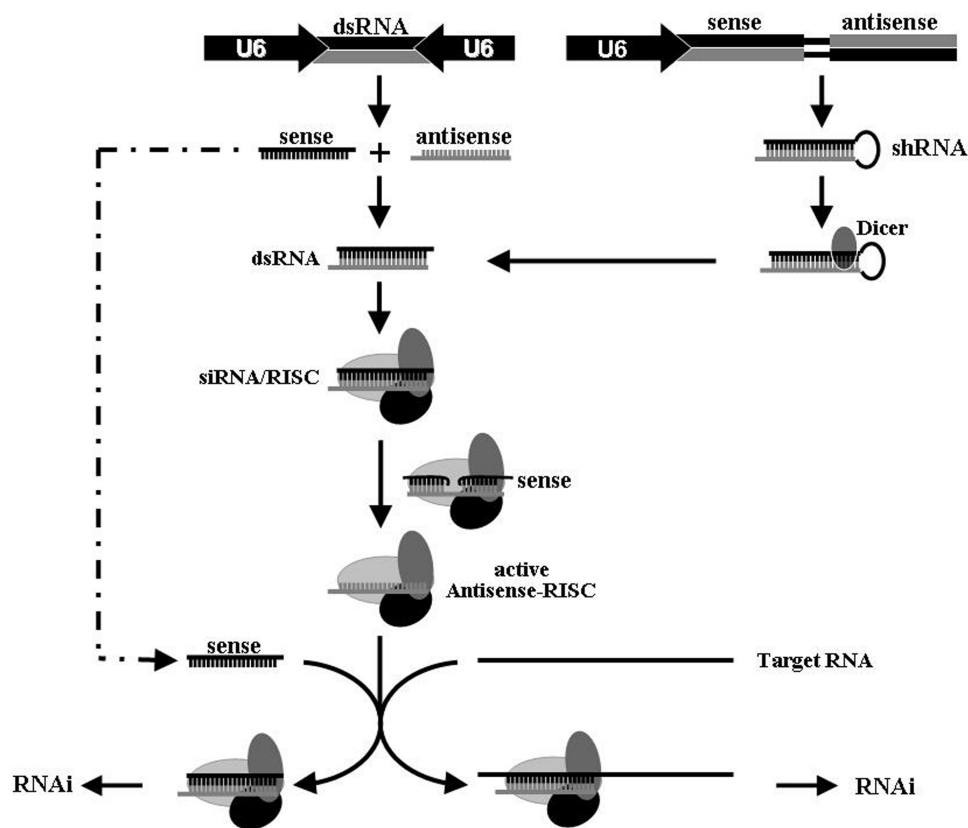 dsRNA
U6
U6
sense
antisense
U6
sense
+
antisense
shRNA
Dicer
dsRNA
siRNA/RISC
sense
active
Antisense-RISC
sense
Target RNA
RNAi
RNAi